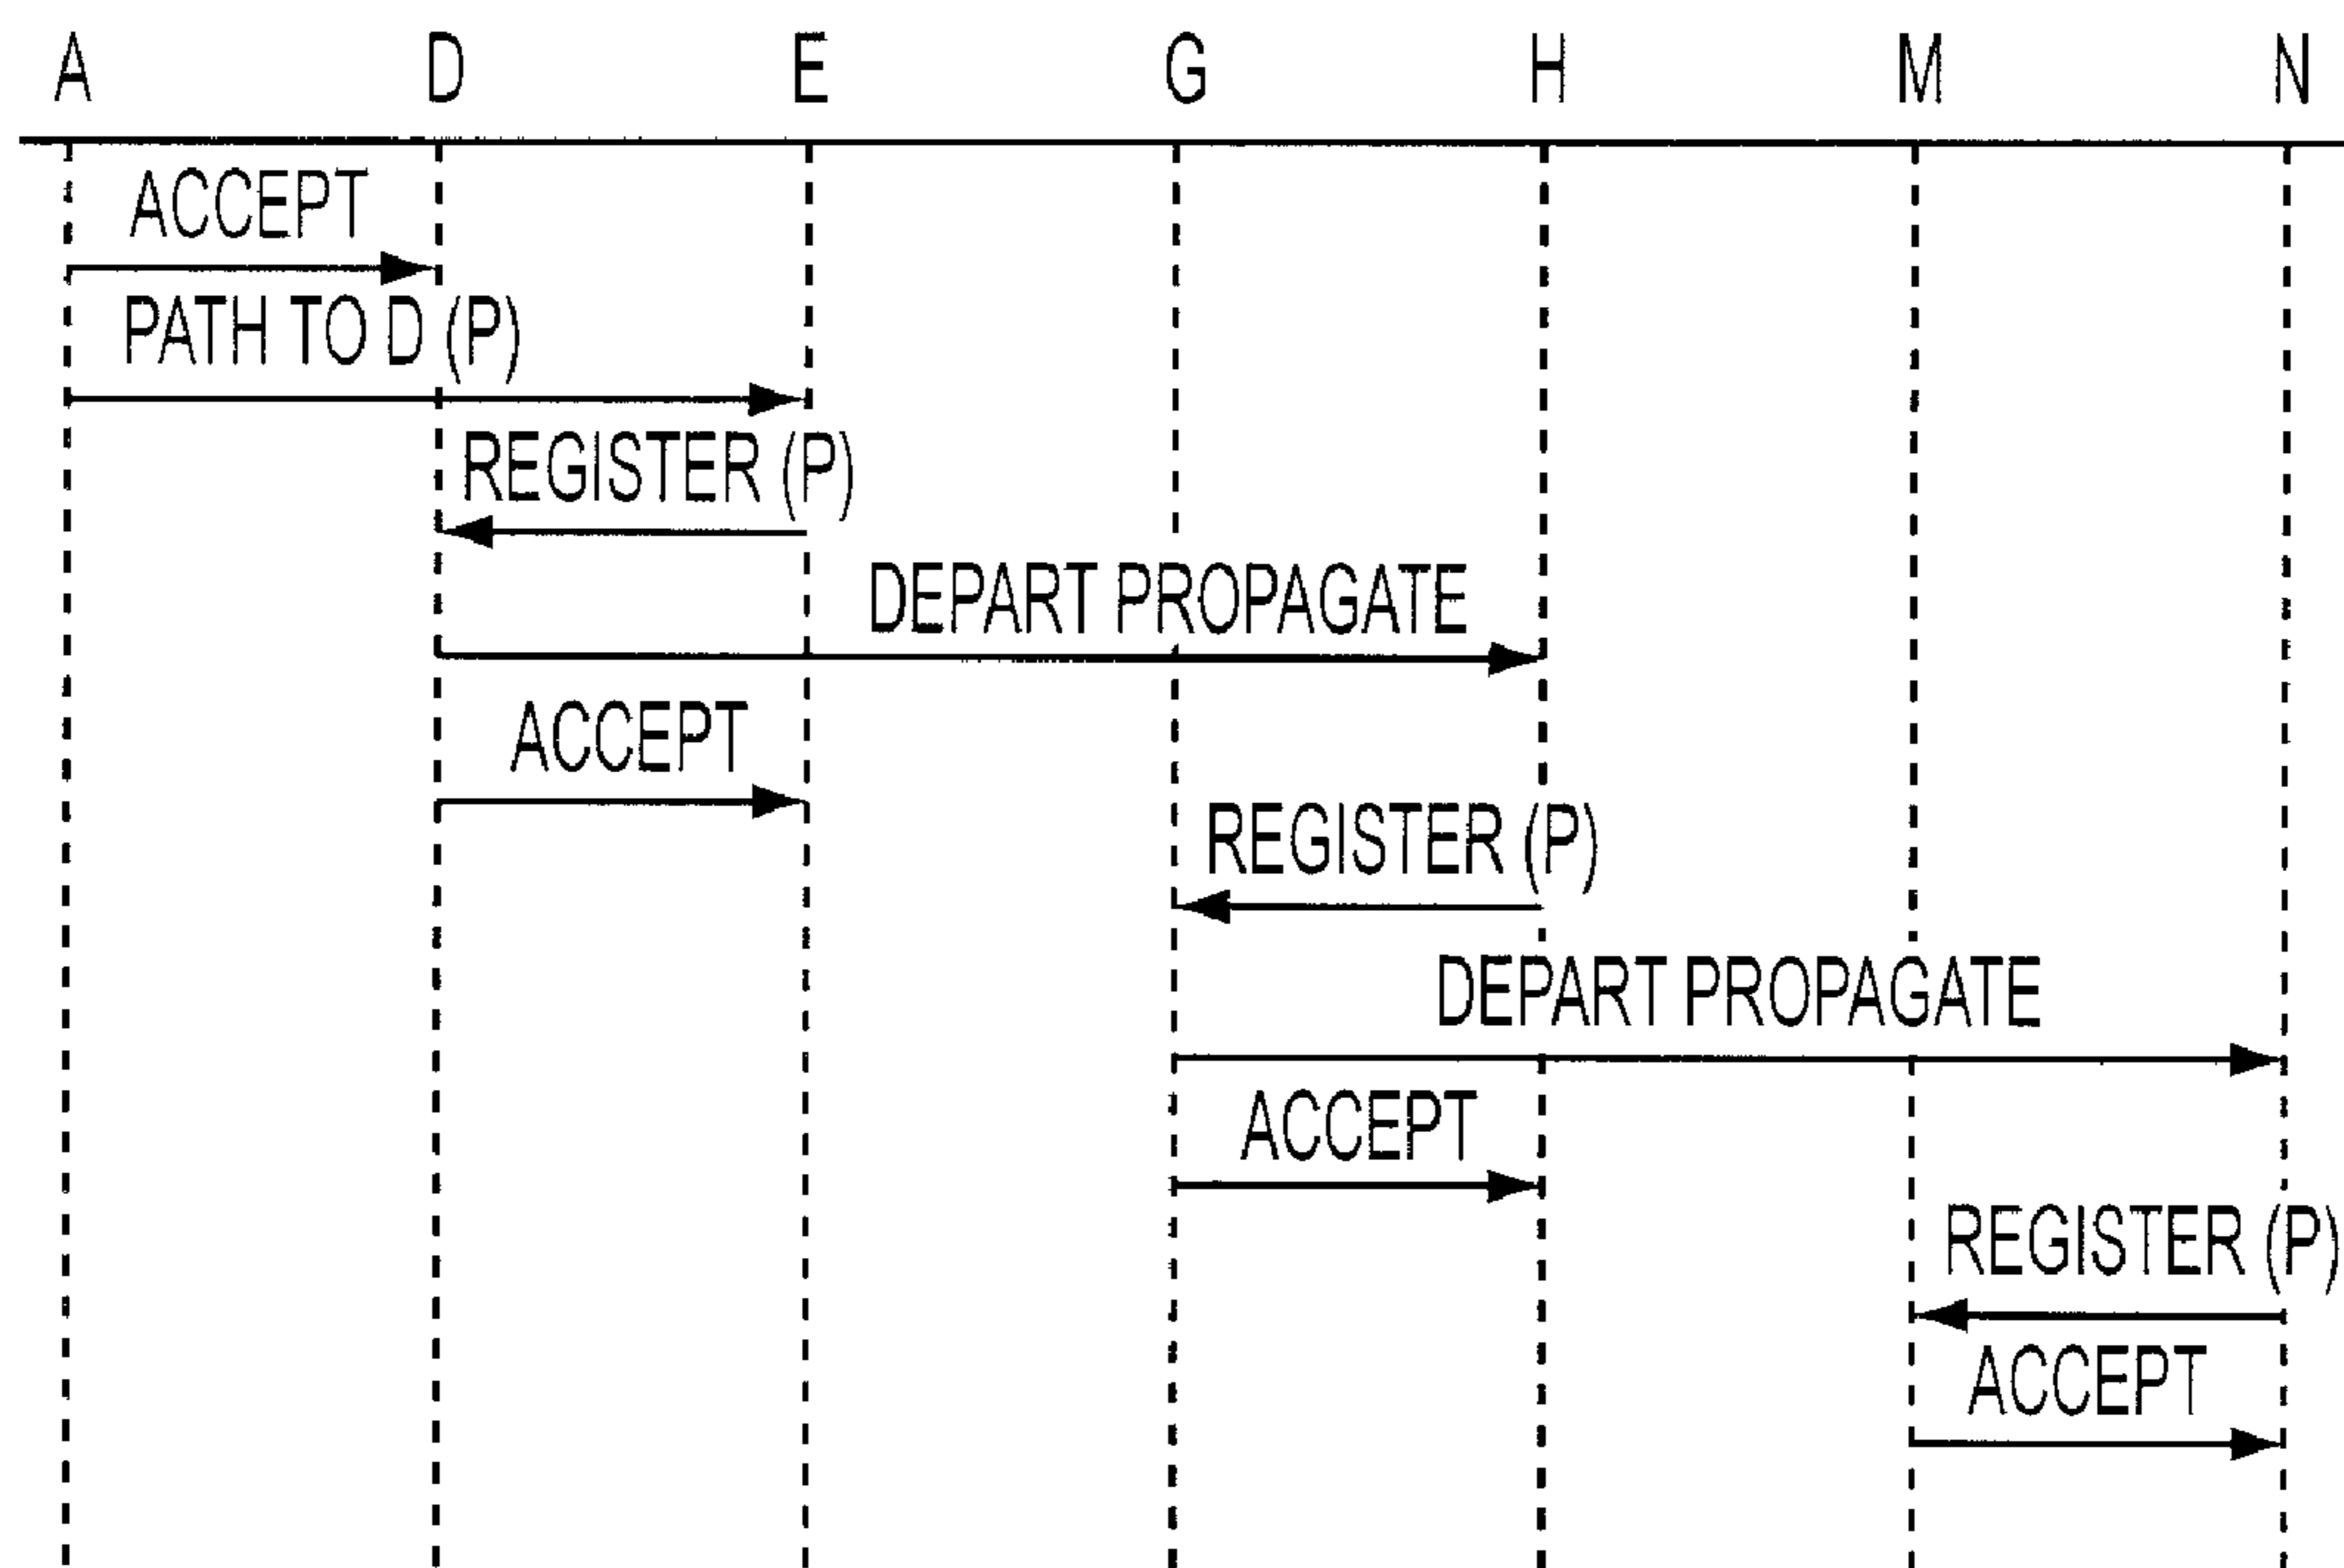 A D E G H M N
ACCEPT
PATH TO D (P)
REGISTER (P)
DEPART PROPAGATE
ACCEPT
REGISTER (P)
DEPART PROPAGATE
ACCEPT
REGISTER (P)
ACCEPT